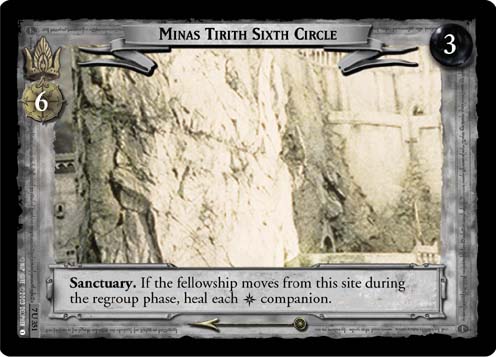 Minas Tirith Sixth Circle
3
6
Sanctuary. If the fellowship moves from this site during
the regroup phase, heal each companion.